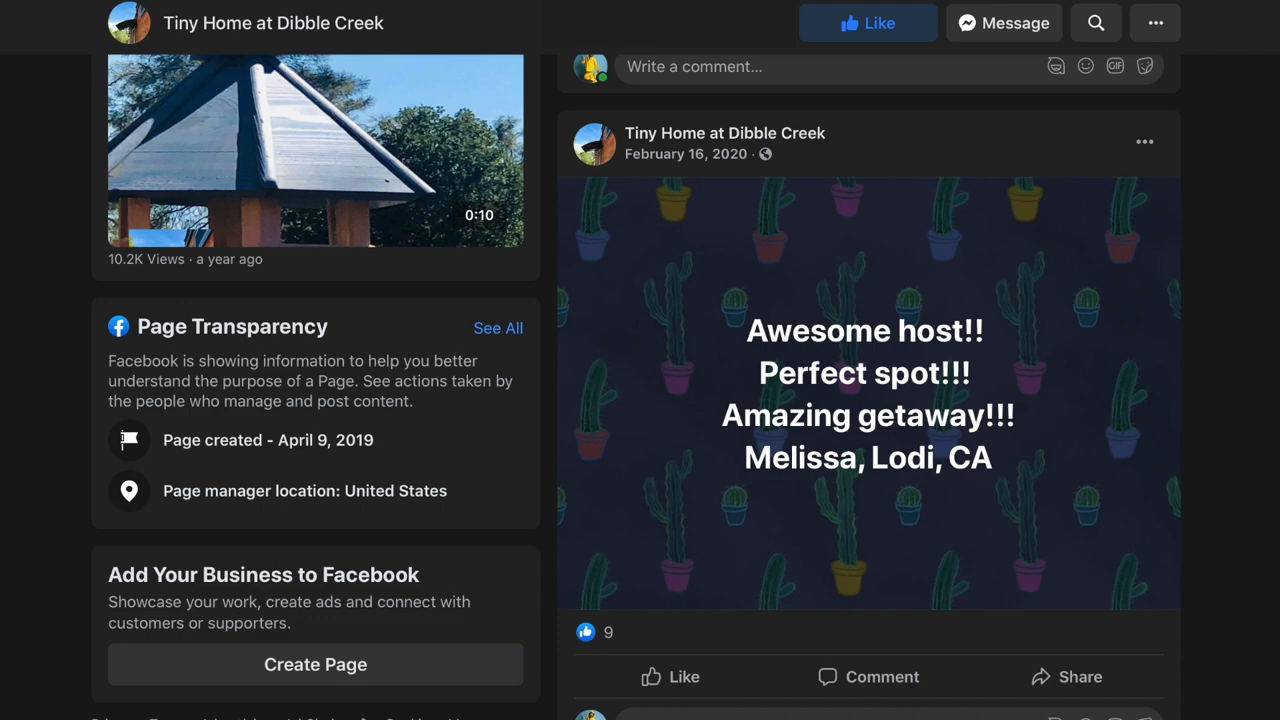 Tiny Home at Dibble Creek
Like
Message
0:10
10.2K Views · a year ago
Page Transparency
See All
Facebook is showing information to help you better
understand the purpose of a Page. See actions taken by
the people who manage and post content.
Page created - April 9, 2019
Page manager location: United States
Add Your Business to Facebook
Showcase your work, create ads and connect with
customers or supporters.
Create Page
Write a comment...
GIF
Tiny Home at Dibble Creek
February 16, 2020 ·
Awesome host!!
Perfect spot!!!
Amazing getaway!!!
Melissa, Lodi, CA
9
Like
Comment
Share